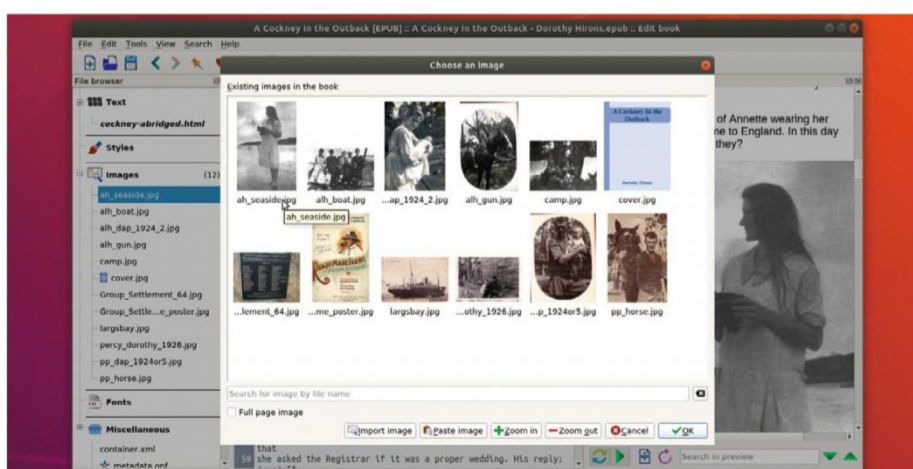 A Cockney In the Outback [EPUB] :: A Cockney In the Outback - Dorothy Hirons.epub :: Edit book
File Edit Tools View Search Help
File browser
Text
cockney-abridged.html
Styles
Images (12)
ah_seaside.jpg
alh_boat.jpg
alh_dap_1924_2.jpg
alh_gun.jpg
camp.jpg
cover.jpg
Group_Settlement_64.jpg
Group_Settle...e_poster.jpg
largsbay.jpg
percy_dorothy_1926.jpg
pp_dap_1924or5.jpg
pp_horse.jpg
Fonts
Miscellaneous
container.xml
metadata.opf
Choose an image
Existing images in the book
A Cockney In the
Outback
Dorothy Hirons
ah_seaside.jpg alh_boat.jpg ...ap_1924_2.jpg alh_gun.jpg camp.jpg cover.jpg
ah_seaside.jpg
READY MADE FARMS
...lement_64.jpg ...me_poster.jpg largsbay.jpg ...othy_1926.jpg ...p_1924or5.jpg pp_horse.jpg
Search for image by file name
Full page image
Import image Paste image Zoom in Zoom out Cancel OK
of Annette wearing her
me to England. In this day
they?
that
59 she asked the Registrar if it was a proper wedding. His reply:
Search in preview